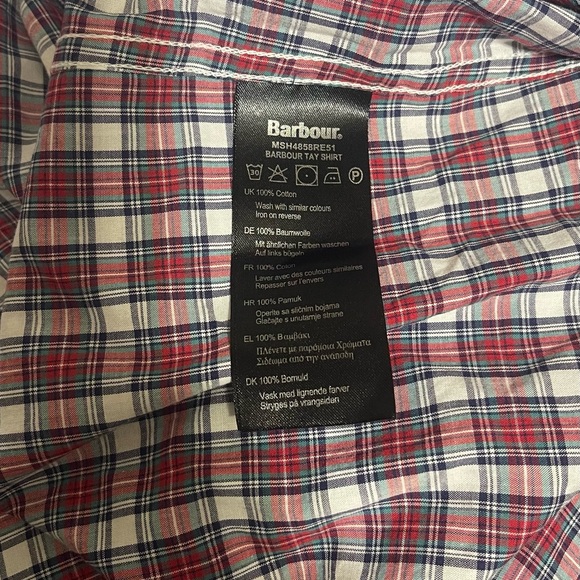 Barbour®
MSH4858RE51
BARBOUR TAY SHIRT
30 P
UK 100% Cotton
Wash with similar colours
Iron on reverse
DE 100% Baumwolle
Mit ähnlichen Farben waschen
Auf links bügeln
FR 100% Coton
Laver avec des couleurs similaires
Repasser sur l'envers
HR 100% Pamuk
Operite sa sličnim bojama
Glačajte s unutarnje strane
EL 100% Βαμβάκι
Πλένετε με παρόμοια Χρώματα
Σιδέωμα από την ανάποδη
DK 100% Bomuld
Vask med lignende farver
Stryges på vrangsiden